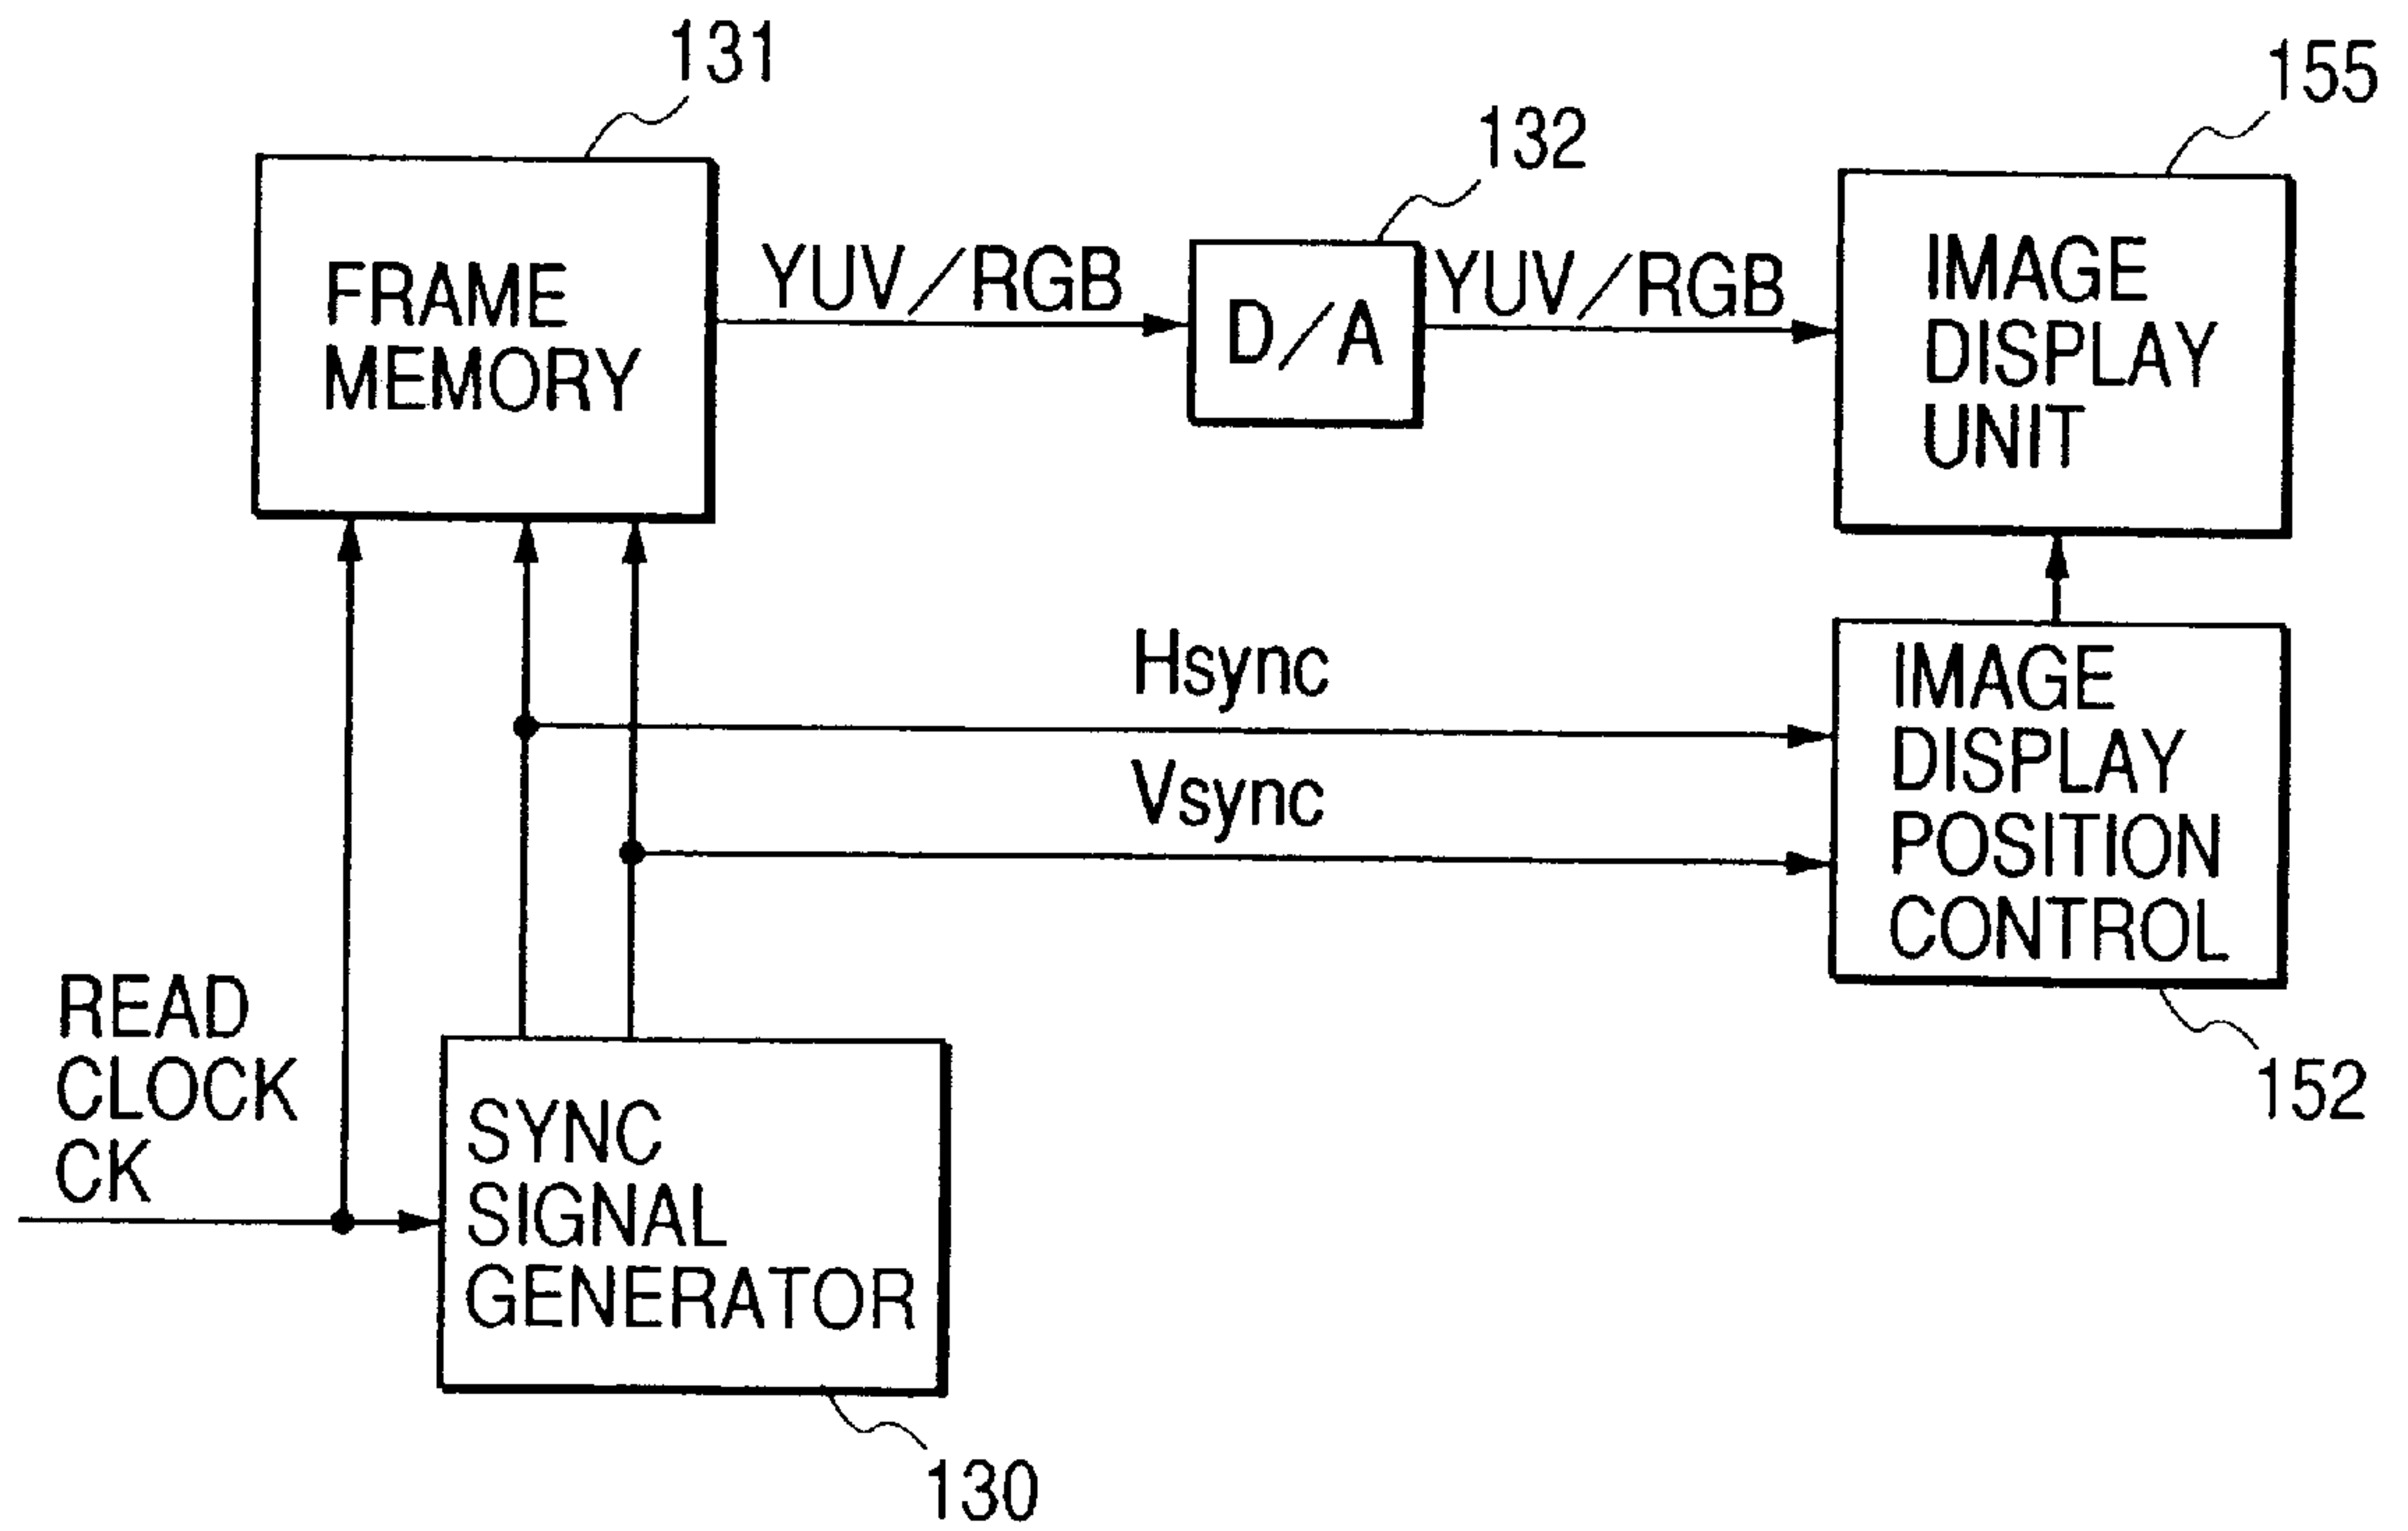 131
155
132
FRAME
MEMORY
YUV/RGB
D/A
YUV/RGB
IMAGE
DISPLAY
UNIT
Hsync
Vsync
IMAGE
DISPLAY
POSITION
CONTROL
152
READ
CLOCK
CK
SYNC
SIGNAL
GENERATOR
130